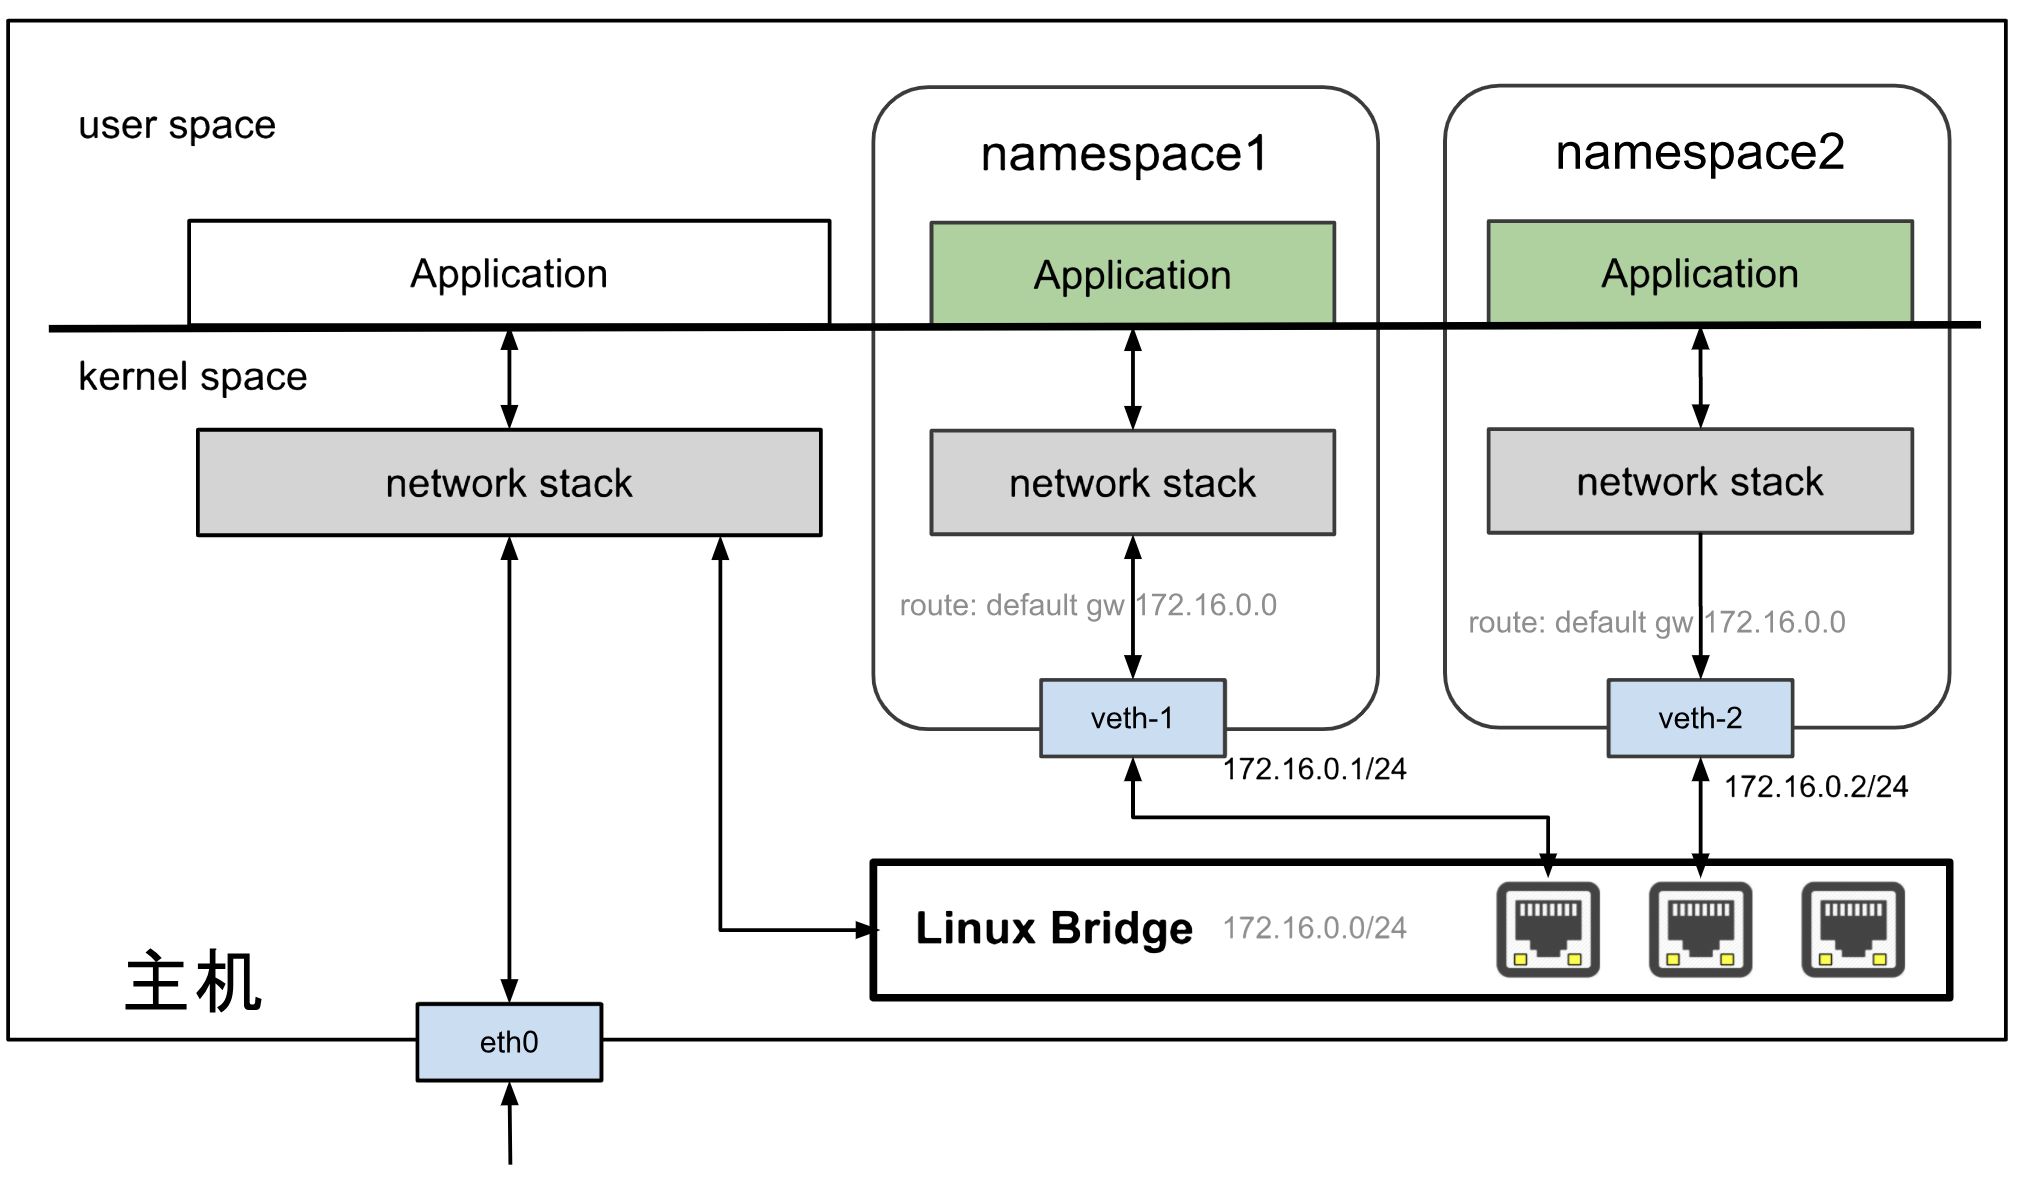 user space
namespace1
namespace2
Application
Application
Application
kernel space
network stack
network stack
network stack
route: default gw 172.16.0.0
route: default gw 172.16.0.0
veth-1
veth-2
172.16.0.1/24
172.16.0.2/24
Linux Bridge 172.16.0.0/24
主机
eth0